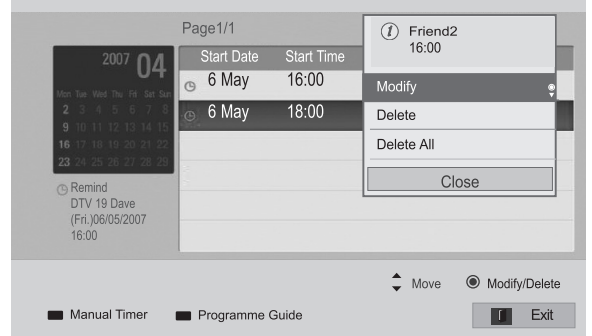 Page1/1
2007 04
Mon Tue Wed Thu Fri Sat Sun
2 3 4 5 6 7 8
9 10 11 12 13 14 15
16 17 18 19 20 21 22
23 24 25 26 27 28 29
Remind
DTV 19 Dave
(Fri.)06/05/2007
16:00
Start Date Start Time
6 May 16:00
6 May 18:00
Friend2
16:00
Modify
Delete
Delete All
Close
Move Modify/Delete
Manual Timer Programme Guide Exit